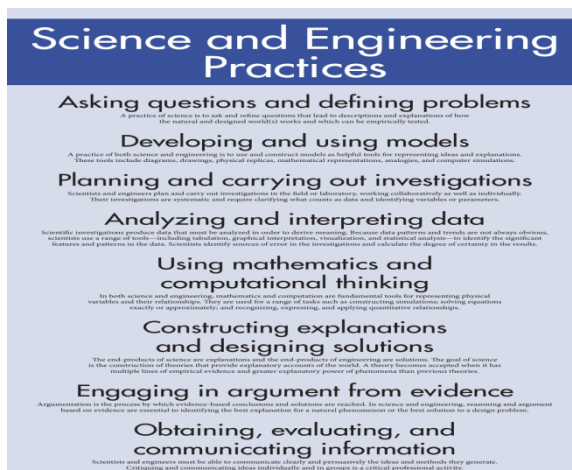 Science and Engineering
Practices
Asking questions and defining problems
A practice of science is to ask and refine questions that lead to descriptions and explanations of how
the natural and designed world(s) works and which can be empirically tested.
Developing and using models
A practice of both science and engineering is to use and construct models as helpful tools for representing ideas and explanations.
These tools include diagrams, drawings, physical replicas, mathematical representations, analogies, and computer simulations.
Planning and carrying out investigations
Scientists and engineers plan and carry out investigations in the field or laboratory, working collaboratively as well as individually.
Their investigations are systematic and require clarifying what counts as data and identifying variables or parameters.
Analyzing and interpreting data
Scientific investigations produce data that must be analyzed in order to derive meaning. Because data patterns and trends are not always obvious,
scientists use a range of tools—including tabulation, graphical interpretation, visualization, and statistical analysis—to identify the significant
features and patterns in the data. Scientists identify sources of error in the investigations and calculate the degree of certainty in the results.
Using mathematics and
computational thinking
In both science and engineering, mathematics and computation are fundamental tools for representing physical
variables and their relationships. They are used for a range of tasks such as constructing simulations; solving equations
exactly or approximately; and recognizing, expressing, and applying quantitative relationships.
Constructing explanations
and designing solutions
The end-products of science are explanations and the end-products of engineering are solutions. The goal of science
is the construction of theories that provide explanatory accounts of the world. A theory becomes accepted when it has
multiple lines of empirical evidence and greater explanatory power of phenomena than previous theories.
Engaging in argument from evidence
Argumentation is the process by which evidence-based conclusions and solutions are reached. In science and engineering, reasoning and argument
based on evidence are essential to identifying the best explanation for a natural phenomenon or the best solution to a design problem.
Obtaining, evaluating, and
communicating information
Scientists and engineers must be able to communicate clearly and persuasively the ideas and methods they generate.
Critiquing and communicating ideas individually and in groups is a critical professional activity.